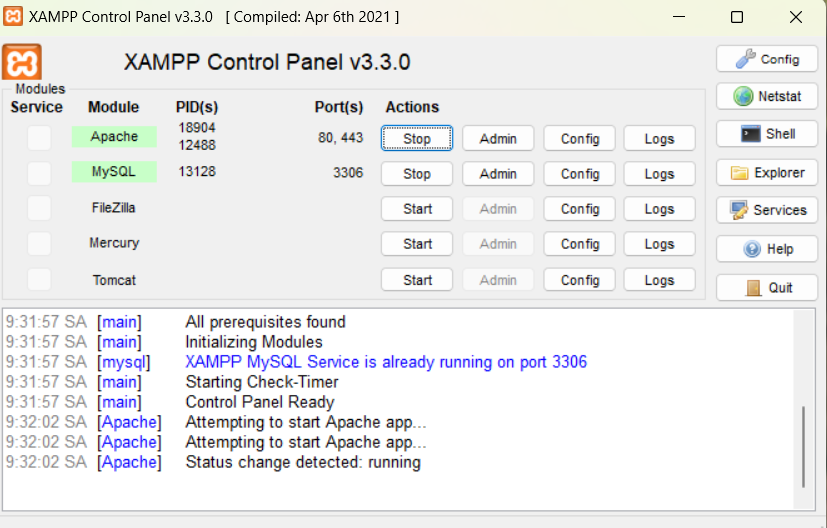 XAMPP Control Panel v3.3.0 [ Compiled: Apr 6th 2021 ]
XAMPP Control Panel v3.3.0
Config
Modules
Service Module PID(s) Port(s) Actions
Netstat
Apache 18904 12488 80, 443 Stop Admin Config Logs
Shell
MySQL 13128 3306 Stop Admin Config Logs
Explorer
FileZilla Start Admin Config Logs
Services
Mercury Start Admin Config Logs
Help
Tomcat Start Admin Config Logs
Quit
9:31:57 SA [main] All prerequisites found
9:31:57 SA [main] Initializing Modules
9:31:57 SA [mysql] XAMPP MySQL Service is already running on port 3306
9:31:57 SA [main] Starting Check-Timer
9:31:57 SA [main] Control Panel Ready
9:32:02 SA [Apache] Attempting to start Apache app...
9:32:02 SA [Apache] Attempting to start Apache app...
9:32:02 SA [Apache] Status change detected: running